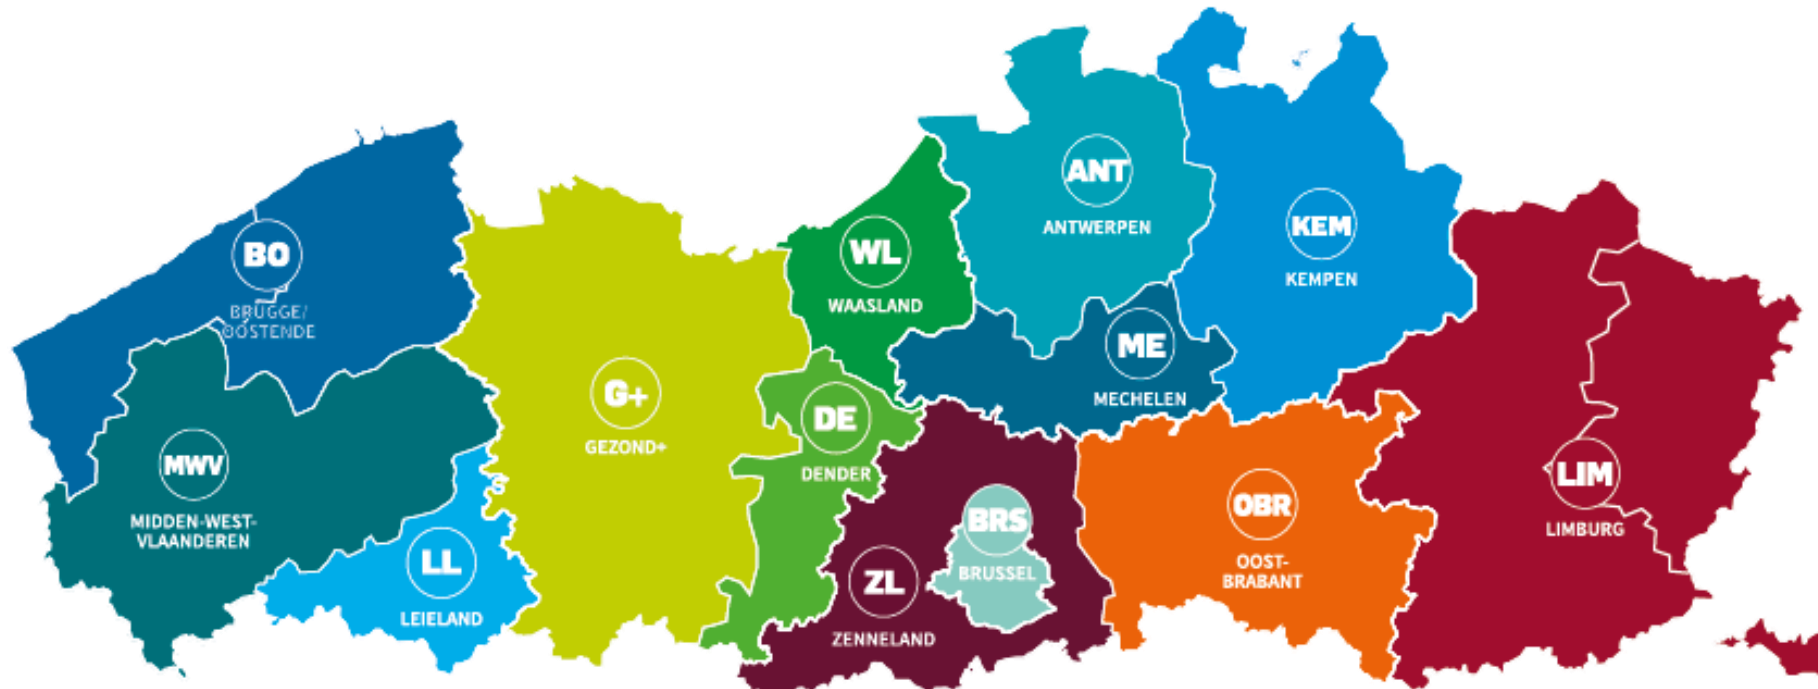 BO
BRUGGE/
OOSTENDE
MWV
MIDDEN-WEST-
VLAANDEREN
LL
LEIELAND
G+
GEZOND+
WL
WAASLAND
DE
DENDER
ANT
ANTWERPEN
ME
MECHELEN
KEM
KEMPEN
ZL
ZENNELAND
BRS
BRUSSEL
OBR
OOST-
BRABANT
LIM
LIMBURG